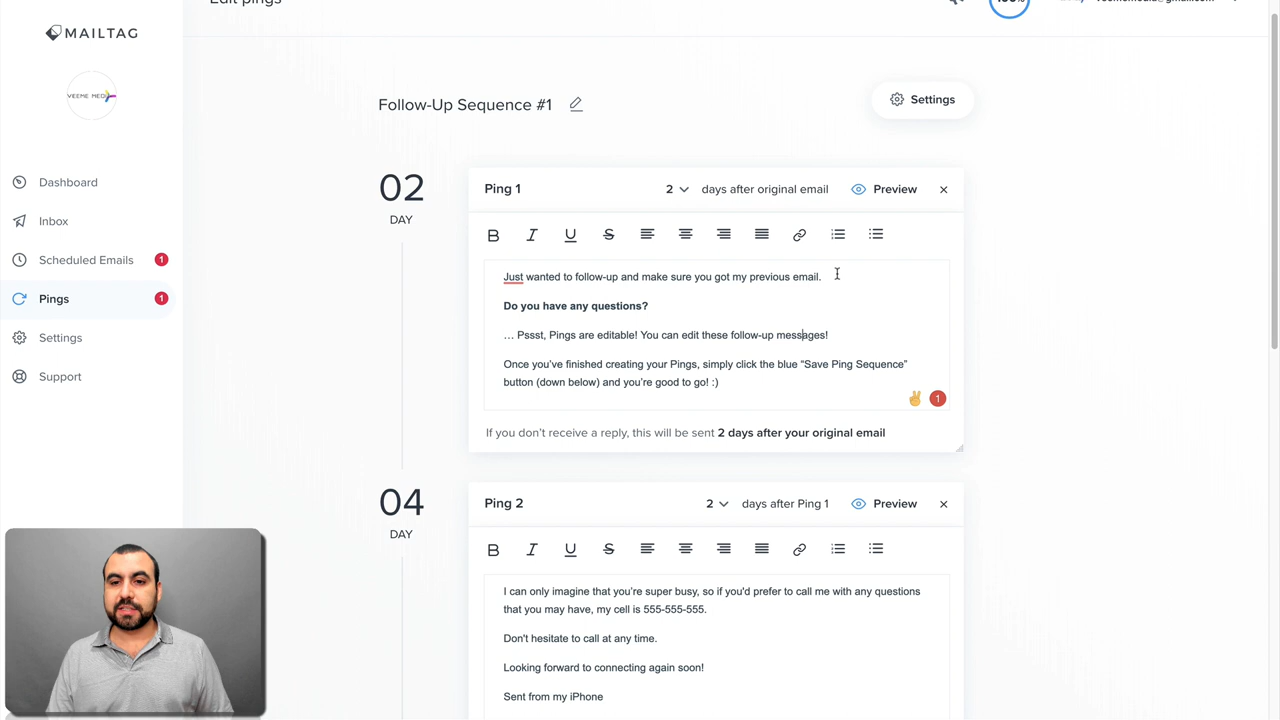 Edit pings
100%
veememedia@gmail.com
MAILTAG
VEEME MEDIA
Dashboard
Inbox
Scheduled Emails 1
Pings 1
Settings
Support
Follow-Up Sequence #1
Settings
02
DAY
Ping 1 2 days after original email Preview
B I U S
Just wanted to follow-up and make sure you got my previous email.
Do you have any questions?
… Pssst, Pings are editable! You can edit these follow-up messages!
Once you’ve finished creating your Pings, simply click the blue “Save Ping Sequence”
button (down below) and you’re good to go! :)
1
If you don’t receive a reply, this will be sent 2 days after your original email
04
DAY
Ping 2 2 days after Ping 1 Preview
B I U S
I can only imagine that you’re super busy, so if you'd prefer to call me with any questions
that you may have, my cell is 555-555-555.
Don't hesitate to call at any time.
Looking forward to connecting again soon!
Sent from my iPhone